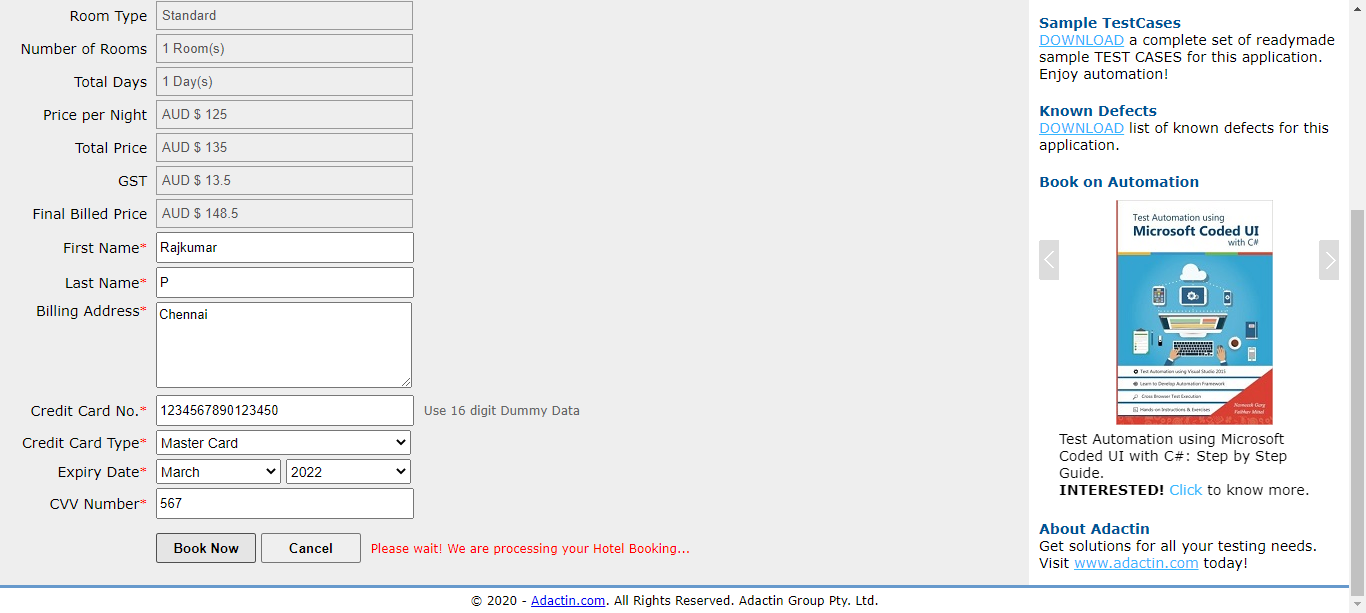 Room Type Standard
Number of Rooms 1 Room(s)
Total Days 1 Day(s)
Price per Night AUD $ 125
Total Price AUD $ 135
GST AUD $ 13.5
Final Billed Price AUD $ 148.5
First Name* Rajkumar
Last Name* P
Billing Address* Chennai
Credit Card No.* 1234567890123450 Use 16 digit Dummy Data
Credit Card Type* Master Card
Expiry Date* March 2022
CVV Number* 567
Book Now Cancel Please wait! We are processing your Hotel Booking...
Sample TestCases
DOWNLOAD a complete set of readymade
sample TEST CASES for this application.
Enjoy automation!
Known Defects
DOWNLOAD list of known defects for this
application.
Book on Automation
Test Automation using
Microsoft Coded UI
with C#
Test Automation using Visual Studio 2015
Learn to Develop Automation Framework
Cross Browser Test Execution
Hands-on Instructions & Exercises
Navneesh Garg
Test Automation using Microsoft
Coded UI with C#: Step by Step
Guide.
INTERESTED! Click to know more.
About Adactin
Get solutions for all your testing needs.
Visit www.adactin.com today!
© 2020 - Adactin.com. All Rights Reserved. Adactin Group Pty. Ltd.